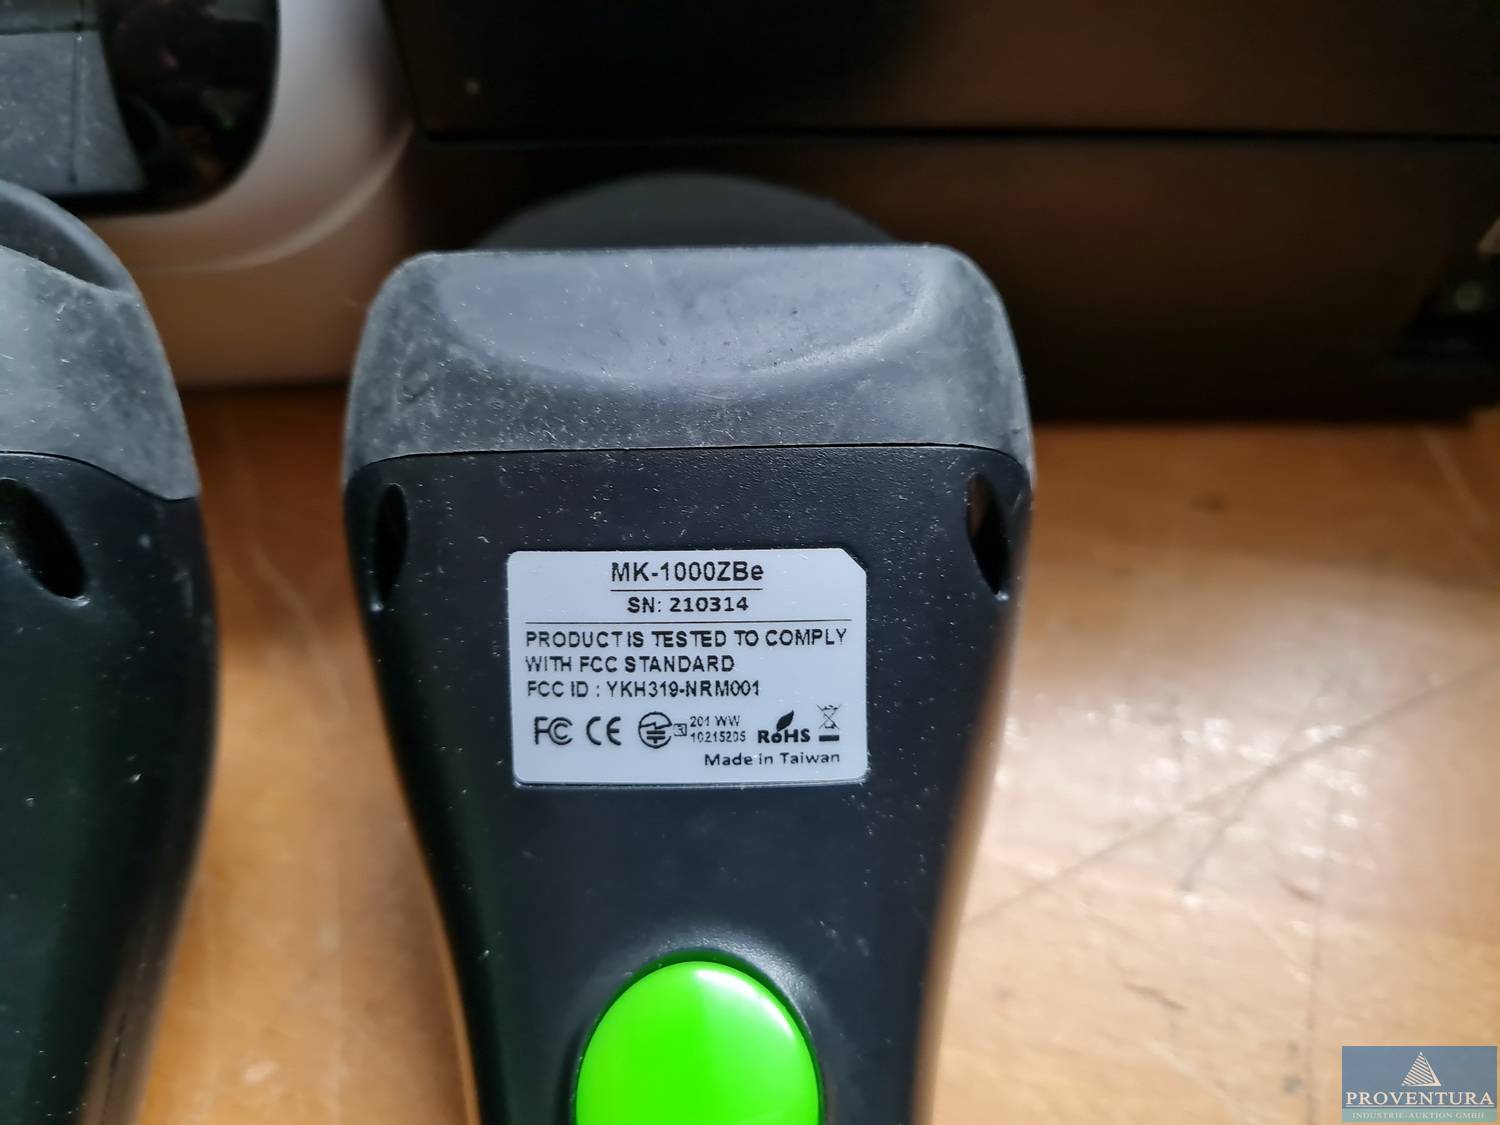 MK-1000ZBe
SN: 210314
PRODUCT IS TESTED TO COMPLY
WITH FCC STANDARD
FCC ID : YKH319-NRM001
FC CE R 201 WW
10215205
RoHS
Made in Taiwan
PROVENTURA
INDUSTRIE-AUKTION GMBH